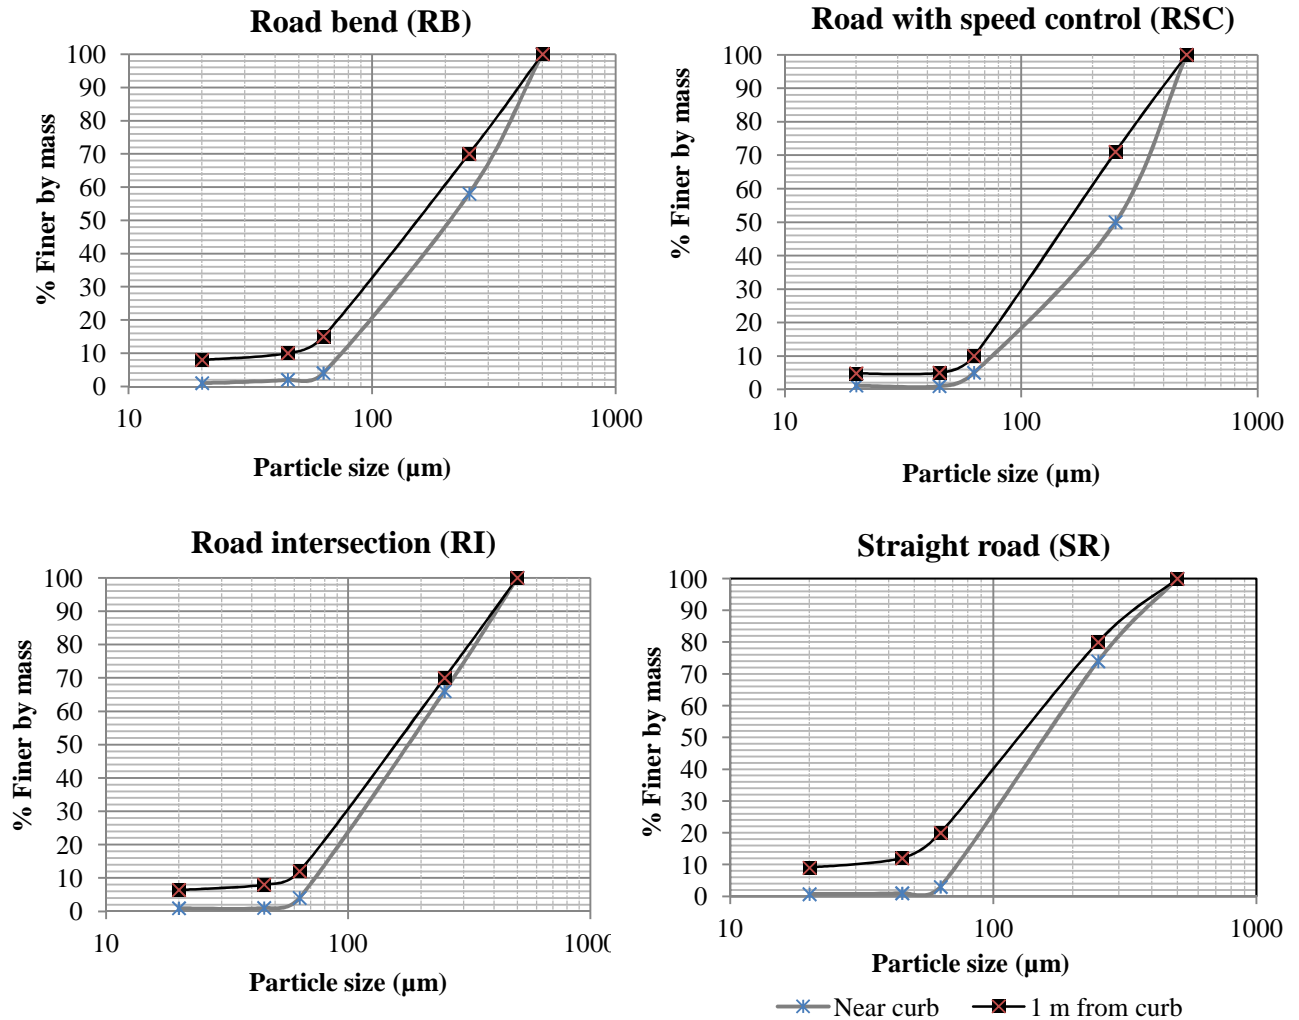 Road bend (RB)
100
90
80
70
60
50
40
30
20
10
0
10 100 1000
% Finer by mass
Particle size (µm)
Road with speed control (RSC)
100
90
80
70
60
50
40
30
20
10
0
10 100 1000
% Finer by mass
Particle size (µm)
Road intersection (RI)
100
90
80
70
60
50
40
30
20
10
0
10 100 1000
% Finer by mass
Particle size (µm)
Straight road (SR)
100
90
80
70
60
50
40
30
20
10
0
10 100 1000
% Finer by mass
Particle size (µm)
Near curb 1 m from curb